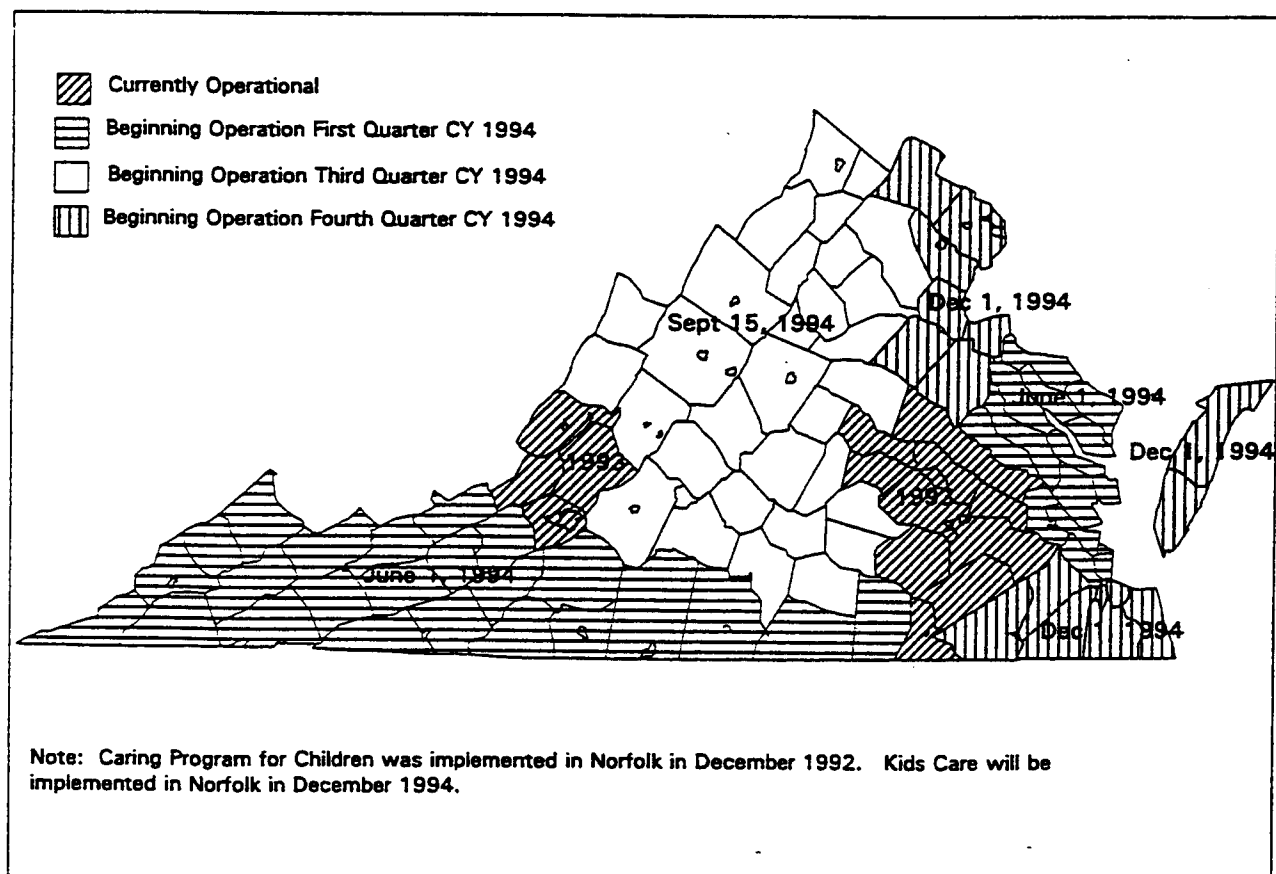 Currently Operational
Beginning Operation First Quarter CY 1994
Beginning Operation Third Quarter CY 1994
Beginning Operation Fourth Quarter CY 1994
Dec 1, 1994
Sept 15, 1994
June 1, 1994
Dec 1, 1994
1993
1992
June 1, 1994
Dec 1, 1994
Note: Caring Program for Children was implemented in Norfolk in December 1992. Kids Care will be
implemented in Norfolk in December 1994.